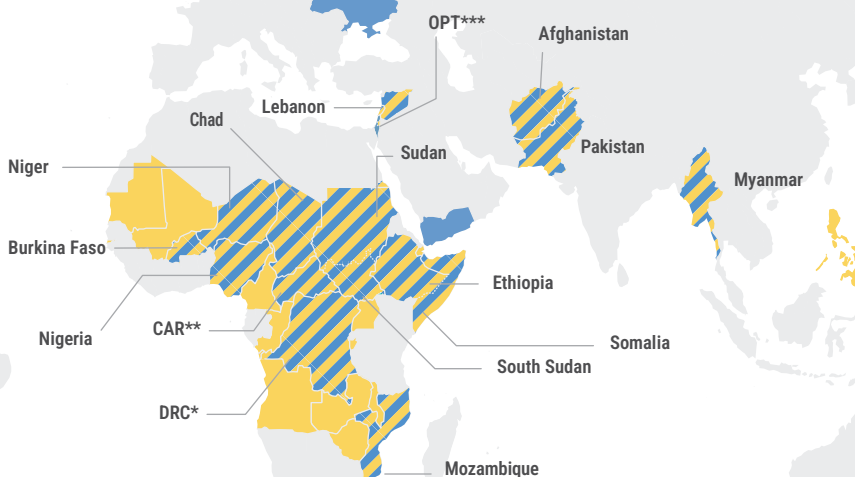 OPT***
Afghanistan
Lebanon
Chad
Sudan
Pakistan
Niger
Myanmar
Burkina Faso
Ethiopia
Nigeria
CAR**
Somalia
South Sudan
DRC*
Mozambique